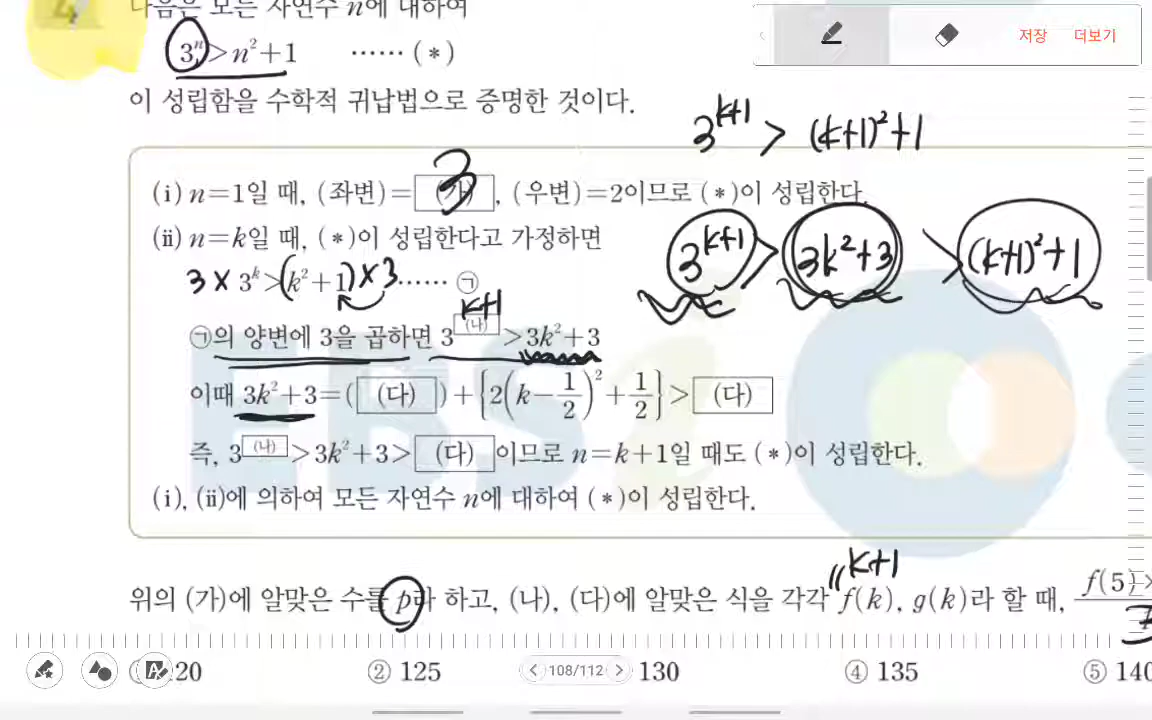 다음은 모든 자연수 n에 대하여
3ⁿ>n²+1 …… (*)
이 성립함을 수학적 귀납법으로 증명한 것이다.
저장 더보기
3^(k+1) > (k+1)²+1
(ⅰ) n=1일 때, (좌변)= (가) 3, (우변)=2이므로 (*)이 성립한다.
(ⅱ) n=k일 때, (*)이 성립한다고 가정하면
3^(k+1) > 3k²+3 > (k+1)²+1
3 × 3^k>(k²+1)×3 …… ㉠
k+1
㉠의 양변에 3을 곱하면 3^(나) >3k²+3
이때 3k²+3=( (다) )+{2(k-1/2)²+1/2}> (다)
즉, 3^(나) >3k²+3> (다) 이므로 n=k+1일 때도 (*)이 성립한다.
(ⅰ), (ⅱ)에 의하여 모든 자연수 n에 대하여 (*)이 성립한다.
〃 k+1
위의 (가)에 알맞은 수를 p라 하고, (나), (다)에 알맞은 식을 각각 f(k), g(k)라 할 때, f(5)×
20 ② 125 108/112 130 ④ 135 ⑤ 140